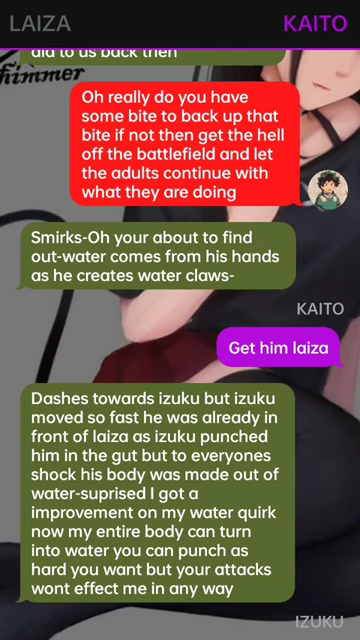 LAIZA
KAITO
did to us back then
himmer
Oh really do you have
some bite to back up that
bite if not then get the hell
off the battlefield and let
the adults continue with
what they are doing
Smirks-Oh your about to find
out-water comes from his hands
as he creates water claws-
KAITO
Get him laiza
Dashes towards izuku but izuku
moved so fast he was already in
front of laiza as izuku punched
him in the gut but to everyones
shock his body was made out of
water-suprised I got a
improvement on my water quirk
now my entire body can turn
into water you can punch as
hard you want but your attacks
wont effect me in any way
IZUKU